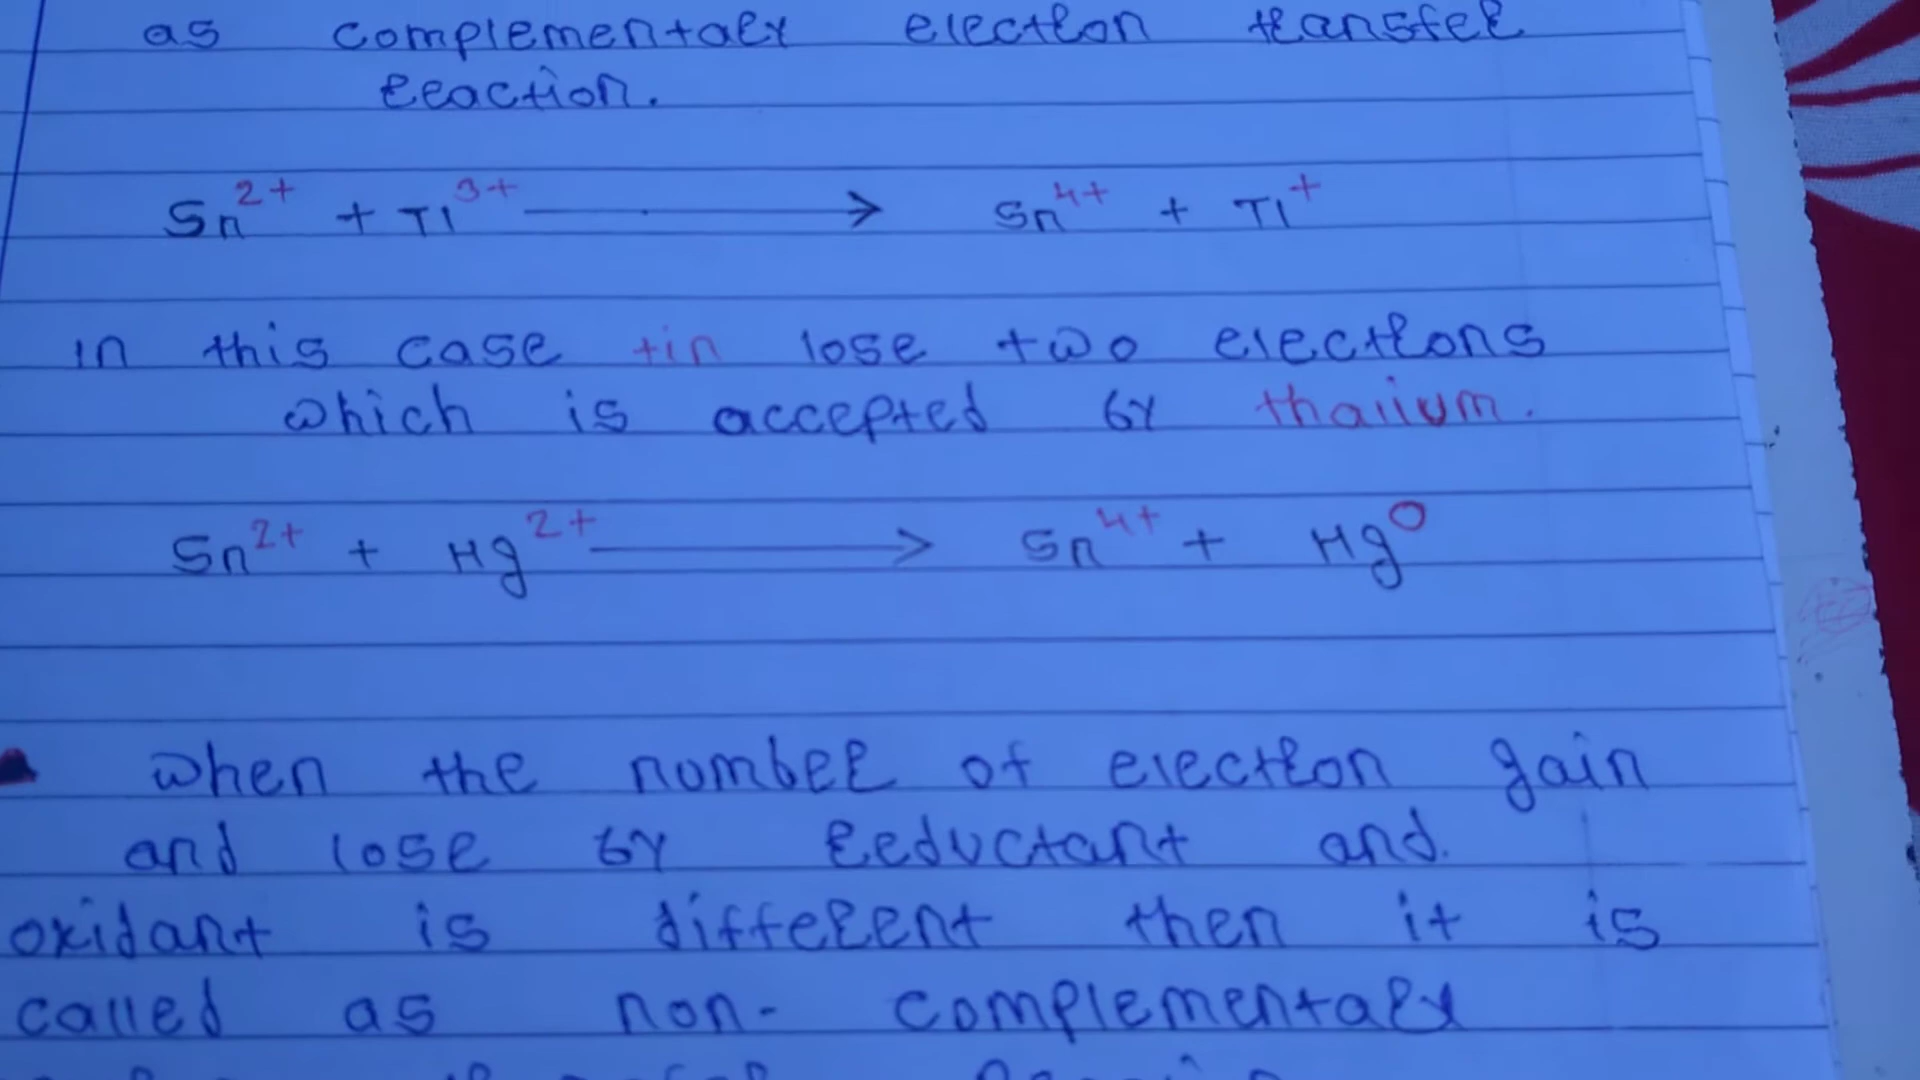 as complementary electron transfer
reaction.
Sn²⁺ + Tl³⁺ ⟶ Sn⁴⁺ + Tl⁺
in this case tin lose two electrons
which is accepted by thallium.
Sn²⁺ + Hg²⁺ ⟶ Sn⁴⁺ + Hg⁰
when the number of electron gain
and lose by reductant and.
oxidant is different then it is
called as non- complementary